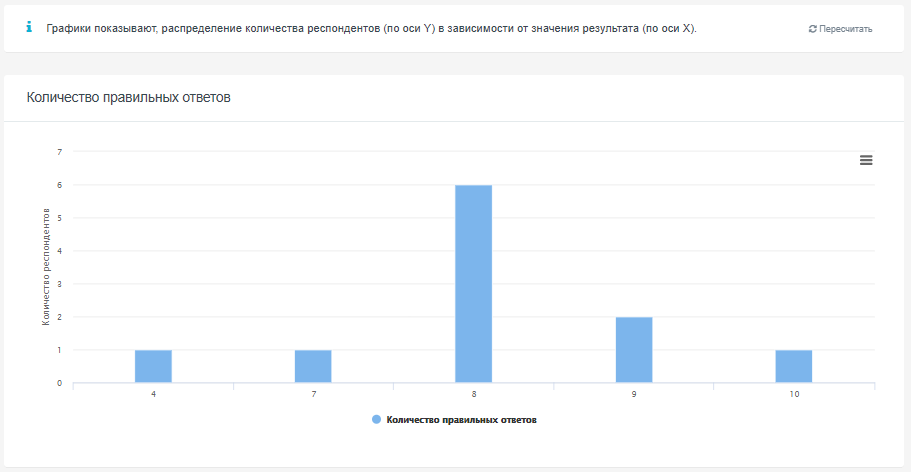 Графики показывают, распределение количества респондентов (по оси Y) в зависимости от значения результата (по оси X).
Пересчитать
Количество правильных ответов
7
6
5
4
3
2
1
0
Количество респондентов
4 7 8 9 10
Количество правильных ответов